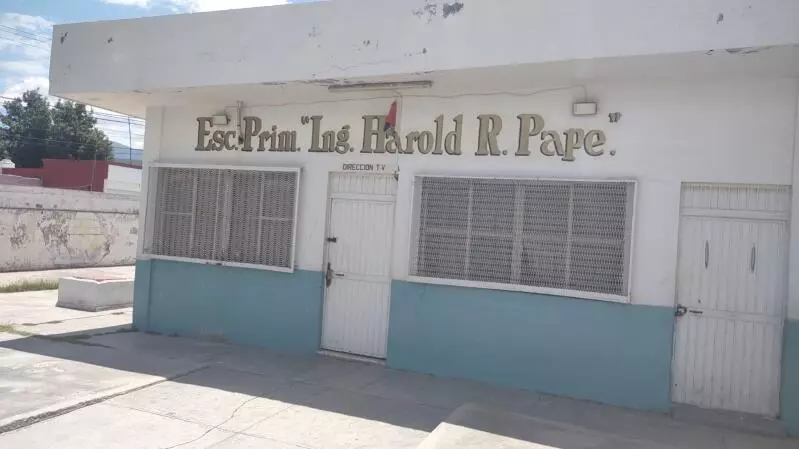 Esc. Prim. "Ing. Harold R. Pape."
DIRECCION T-V